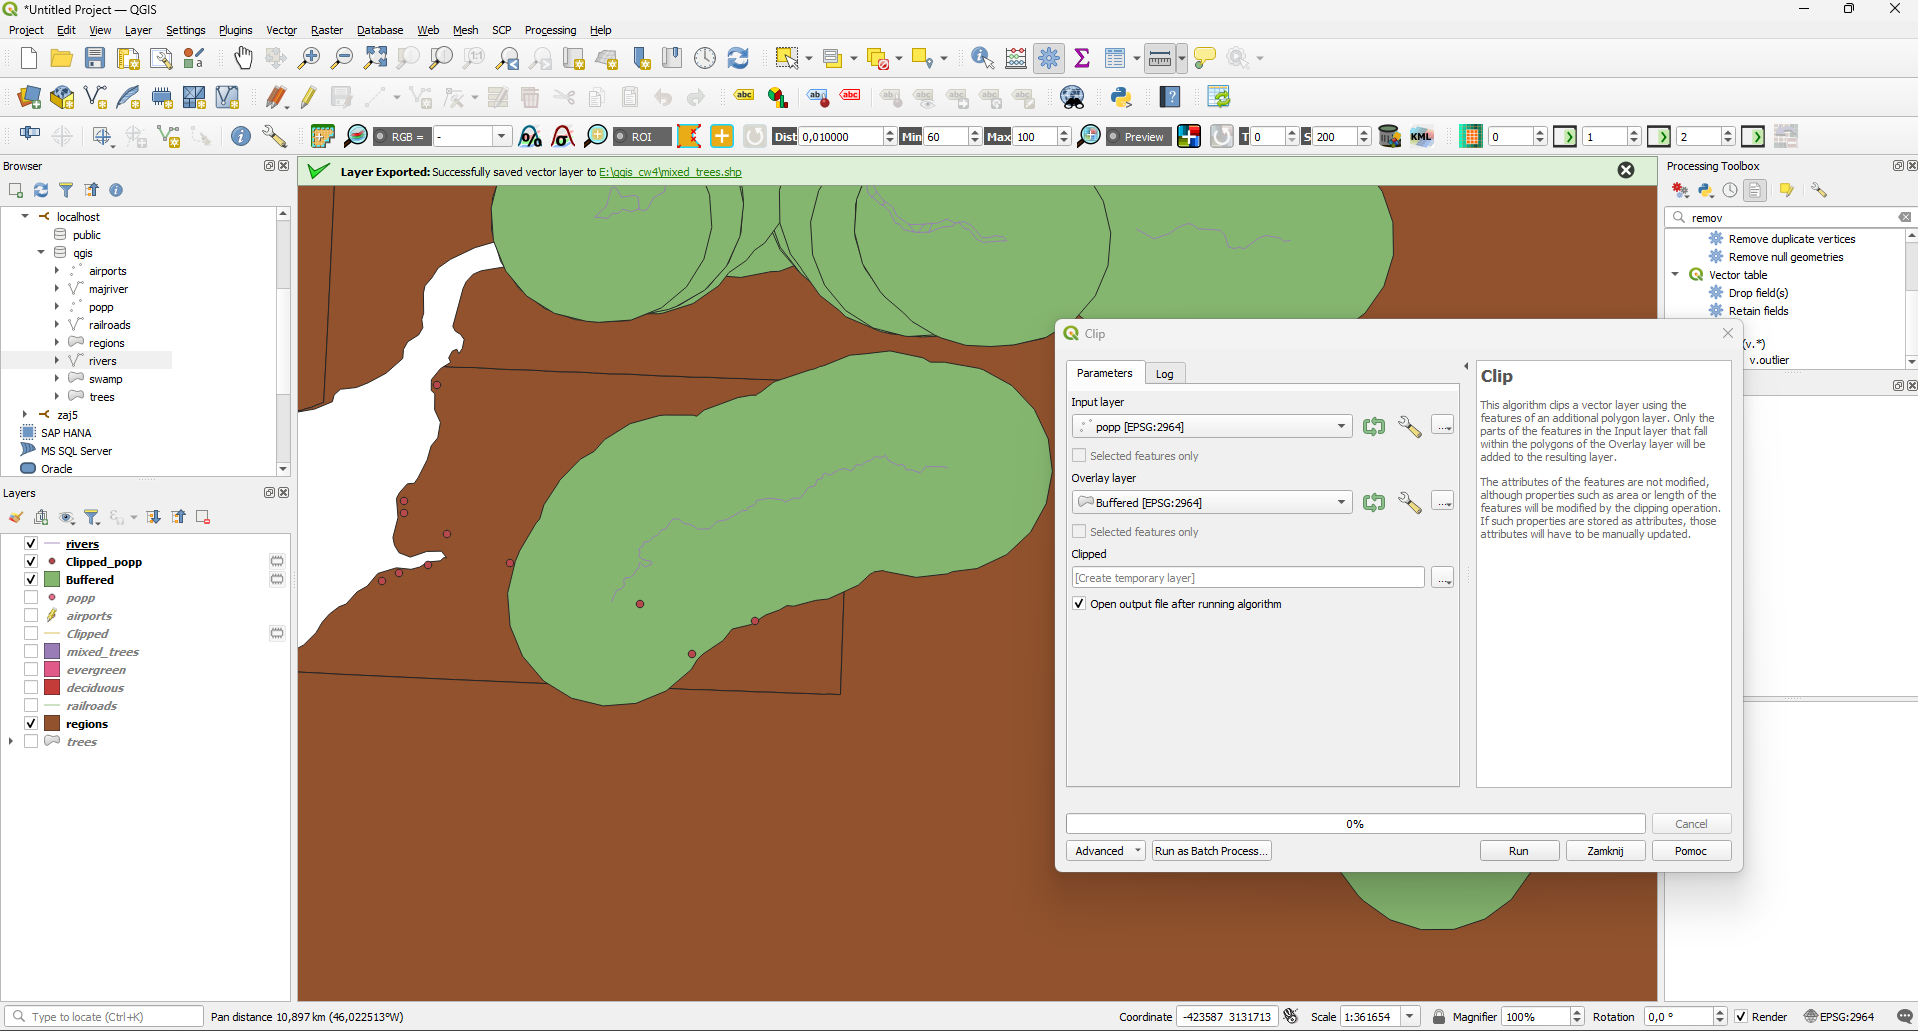 *Untitled Project — QGIS
Project Edit View Layer Settings Plugins Vector Raster Database Web Mesh SCP Processing Help
abc abc abc
RGB = - ROI Dist 0,010000 Min 60 Max 100 Preview T 0 S 200 KML 0 1 2
Browser
localhost
public
qgis
airports
majriver
popp
railroads
regions
rivers
swamp
trees
zaj5
SAP HANA
MS SQL Server
Oracle
Layers
rivers
Clipped_popp
Buffered
popp
airports
Clipped
mixed_trees
evergreen
deciduous
railroads
regions
trees
Layer Exported: Successfully saved vector layer to E:\qgis_cw4\mixed_trees.shp
Processing Toolbox
remov
Remove duplicate vertices
Remove null geometries
Vector table
Drop field(s)
Retain fields
(v.*)
v.outlier
Clip
Parameters Log
Input layer
popp [EPSG:2964]
Selected features only
Overlay layer
Buffered [EPSG:2964]
Selected features only
Clipped
[Create temporary layer]
Open output file after running algorithm
Clip
This algorithm clips a vector layer using the
features of an additional polygon layer. Only the
parts of the features in the Input layer that fall
within the polygons of the Overlay layer will be
added to the resulting layer.
The attributes of the features are not modified,
although properties such as area or length of the
features will be modified by the clipping operation.
If such properties are stored as attributes, those
attributes will have to be manually updated.
0% Cancel
Advanced Run as Batch Process... Run Zamknij Pomoc
Type to locate (Ctrl+K) Pan distance 10,897 km (46,022513°W) Coordinate -423587 3131713 Scale 1:361654 Magnifier 100% Rotation 0,0 ° Render EPSG:2964